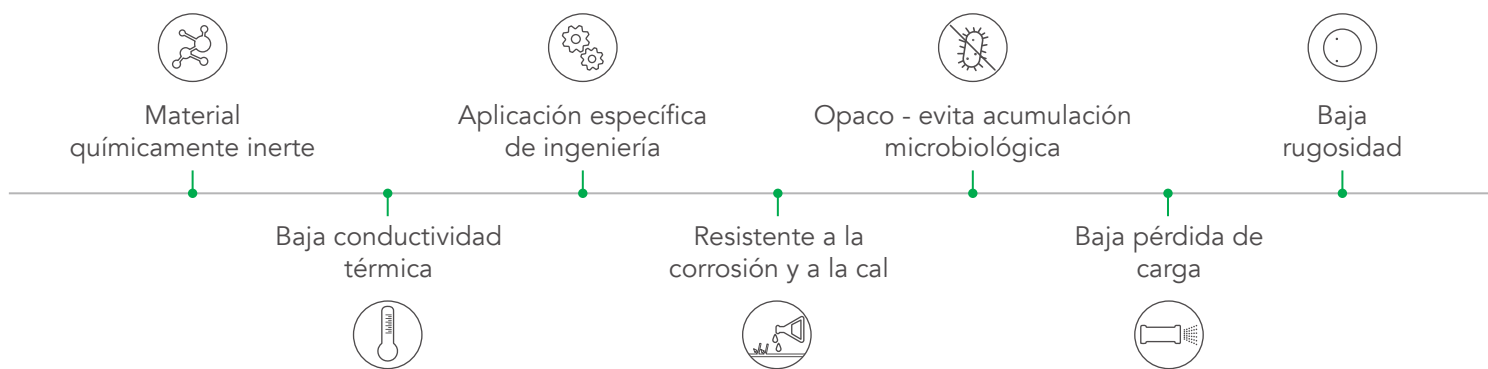 Material
químicamente inerte
Aplicación específica
de ingeniería
Opaco - evita acumulación
microbiológica
Baja
rugosidad
Baja conductividad
térmica
Resistente a la
corrosión y a la cal
Baja pérdida de
carga